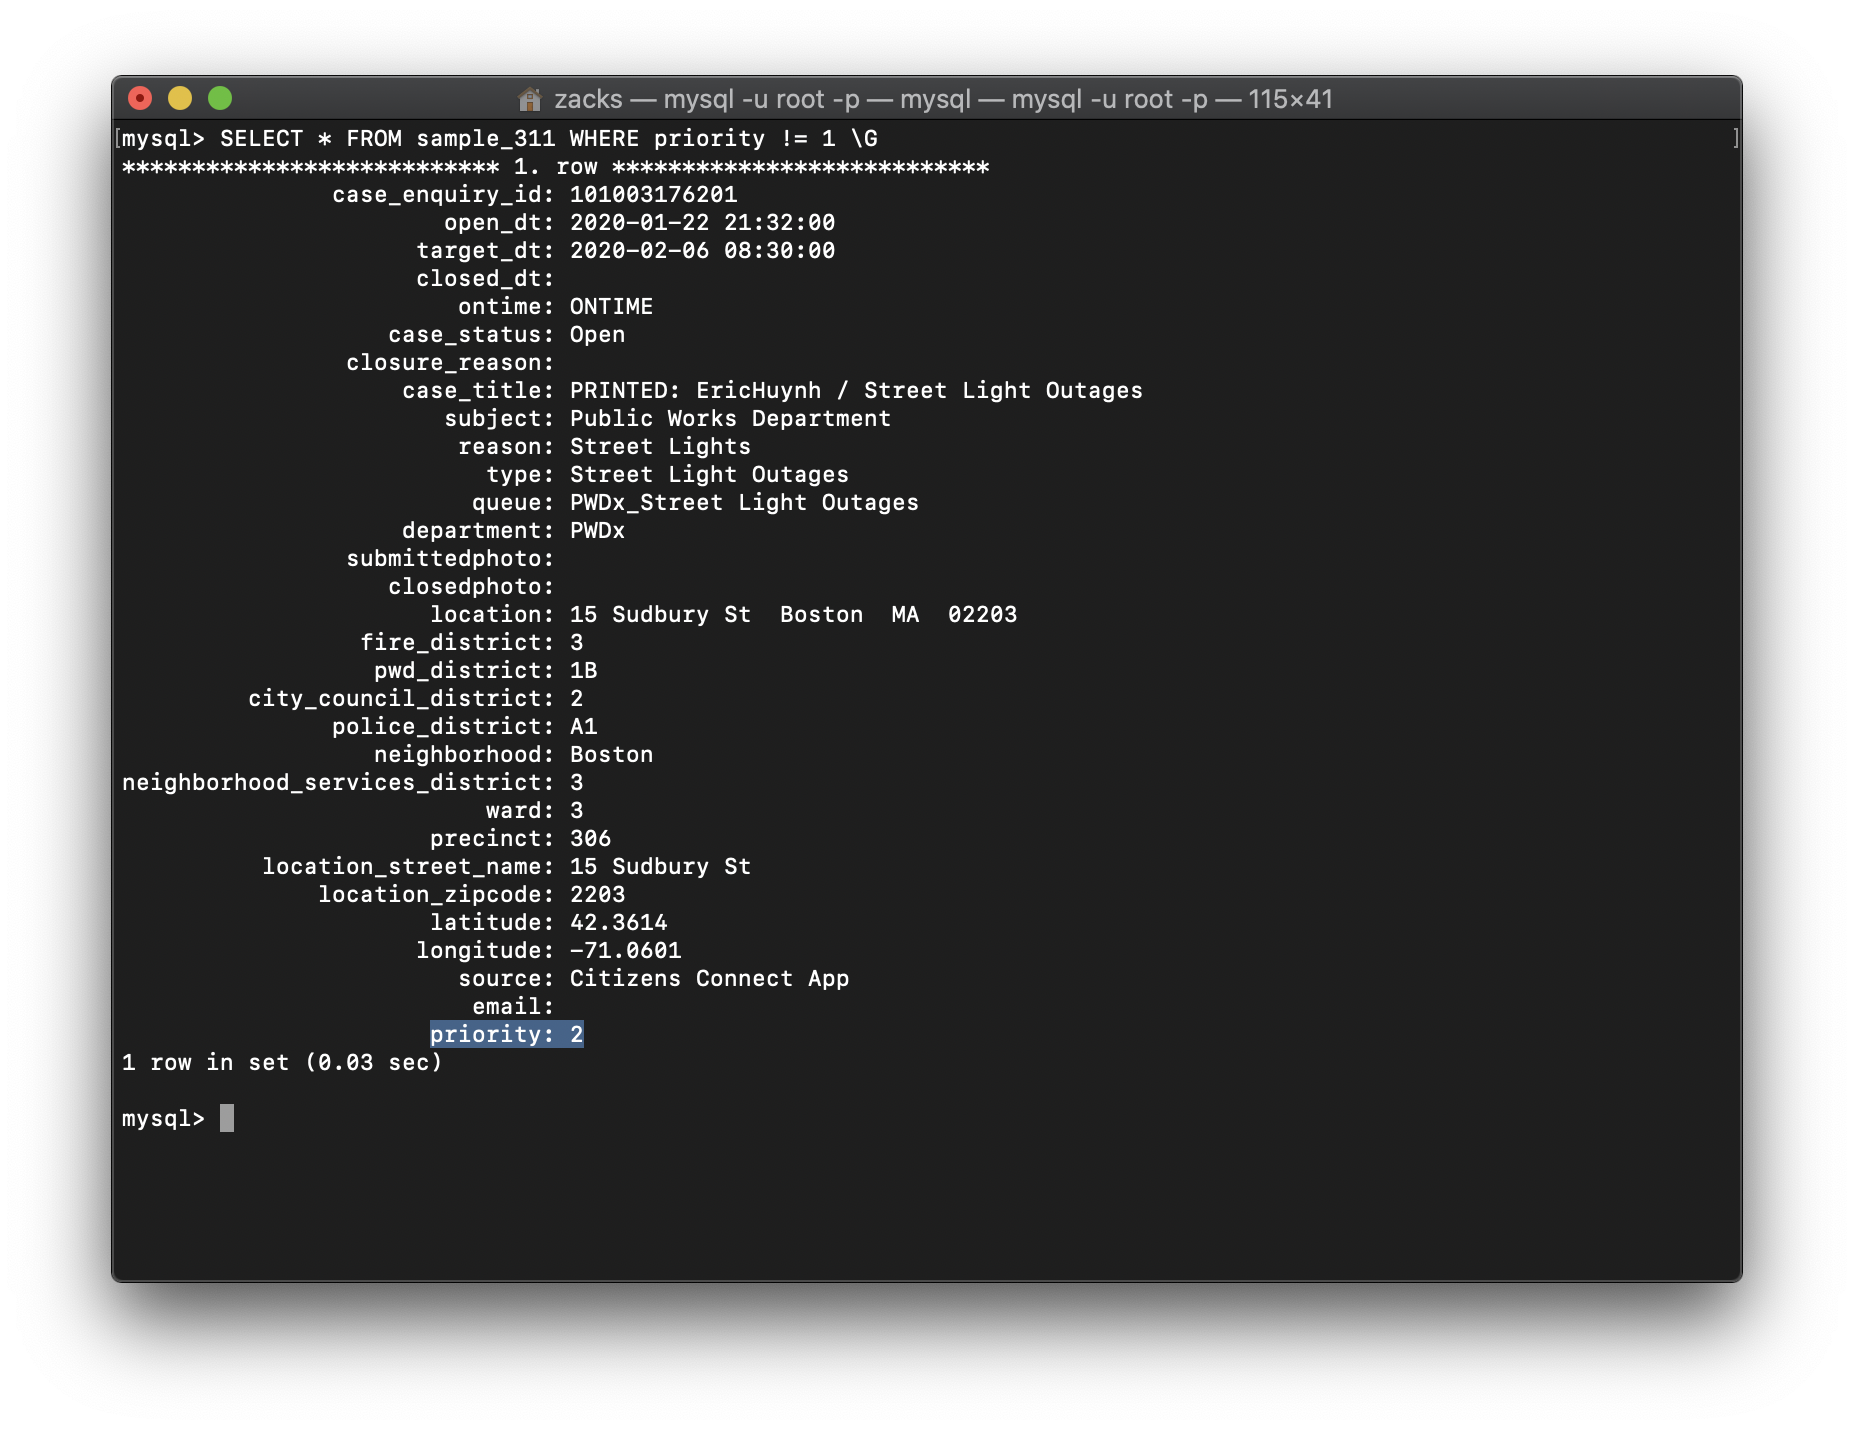 zacks — mysql -u root -p — mysql — mysql -u root -p — 115×41
[mysql> SELECT * FROM sample_311 WHERE priority != 1 \G ]
*************************** 1. row ***************************
case_enquiry_id: 101003176201
open_dt: 2020-01-22 21:32:00
target_dt: 2020-02-06 08:30:00
closed_dt:
ontime: ONTIME
case_status: Open
closure_reason:
case_title: PRINTED: EricHuynh / Street Light Outages
subject: Public Works Department
reason: Street Lights
type: Street Light Outages
queue: PWDx_Street Light Outages
department: PWDx
submittedphoto:
closedphoto:
location: 15 Sudbury St  Boston  MA  02203
fire_district: 3
pwd_district: 1B
city_council_district: 2
police_district: A1
neighborhood: Boston
neighborhood_services_district: 3
ward: 3
precinct: 306
location_street_name: 15 Sudbury St
location_zipcode: 2203
latitude: 42.3614
longitude: -71.0601
source: Citizens Connect App
email:
priority: 2
1 row in set (0.03 sec)
mysql>